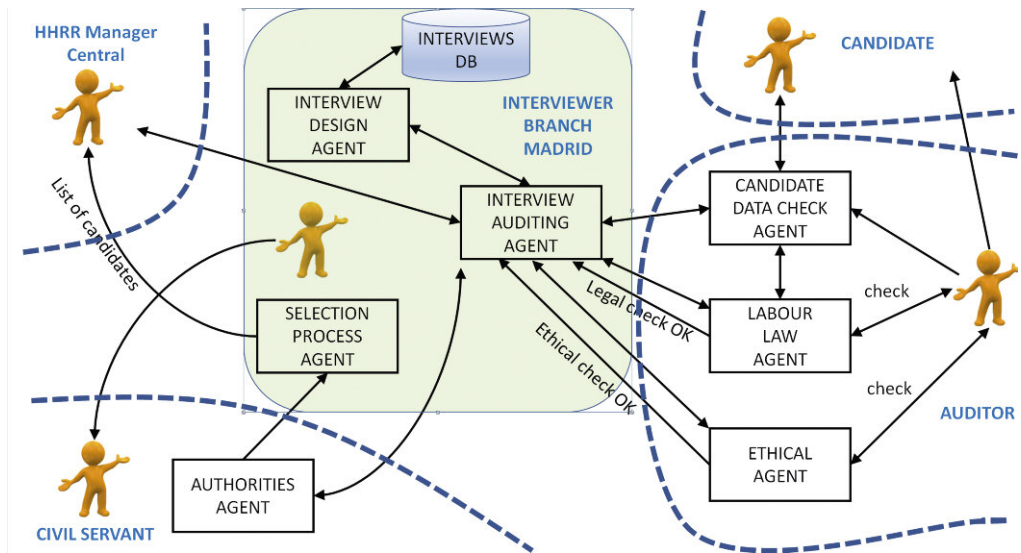 HHRR Manager
Central
INTERVIEWS
DB
CANDIDATE
INTERVIEW
DESIGN
AGENT
INTERVIEWER
BRANCH
MADRID
INTERVIEW
AUDITING
AGENT
CANDIDATE
DATA CHECK
AGENT
List of candidates
SELECTION
PROCESS
AGENT
Legal check OK
Ethical check OK
LABOUR
LAW
AGENT
check
check
AUDITOR
ETHICAL
AGENT
AUTHORITIES
AGENT
CIVIL SERVANT